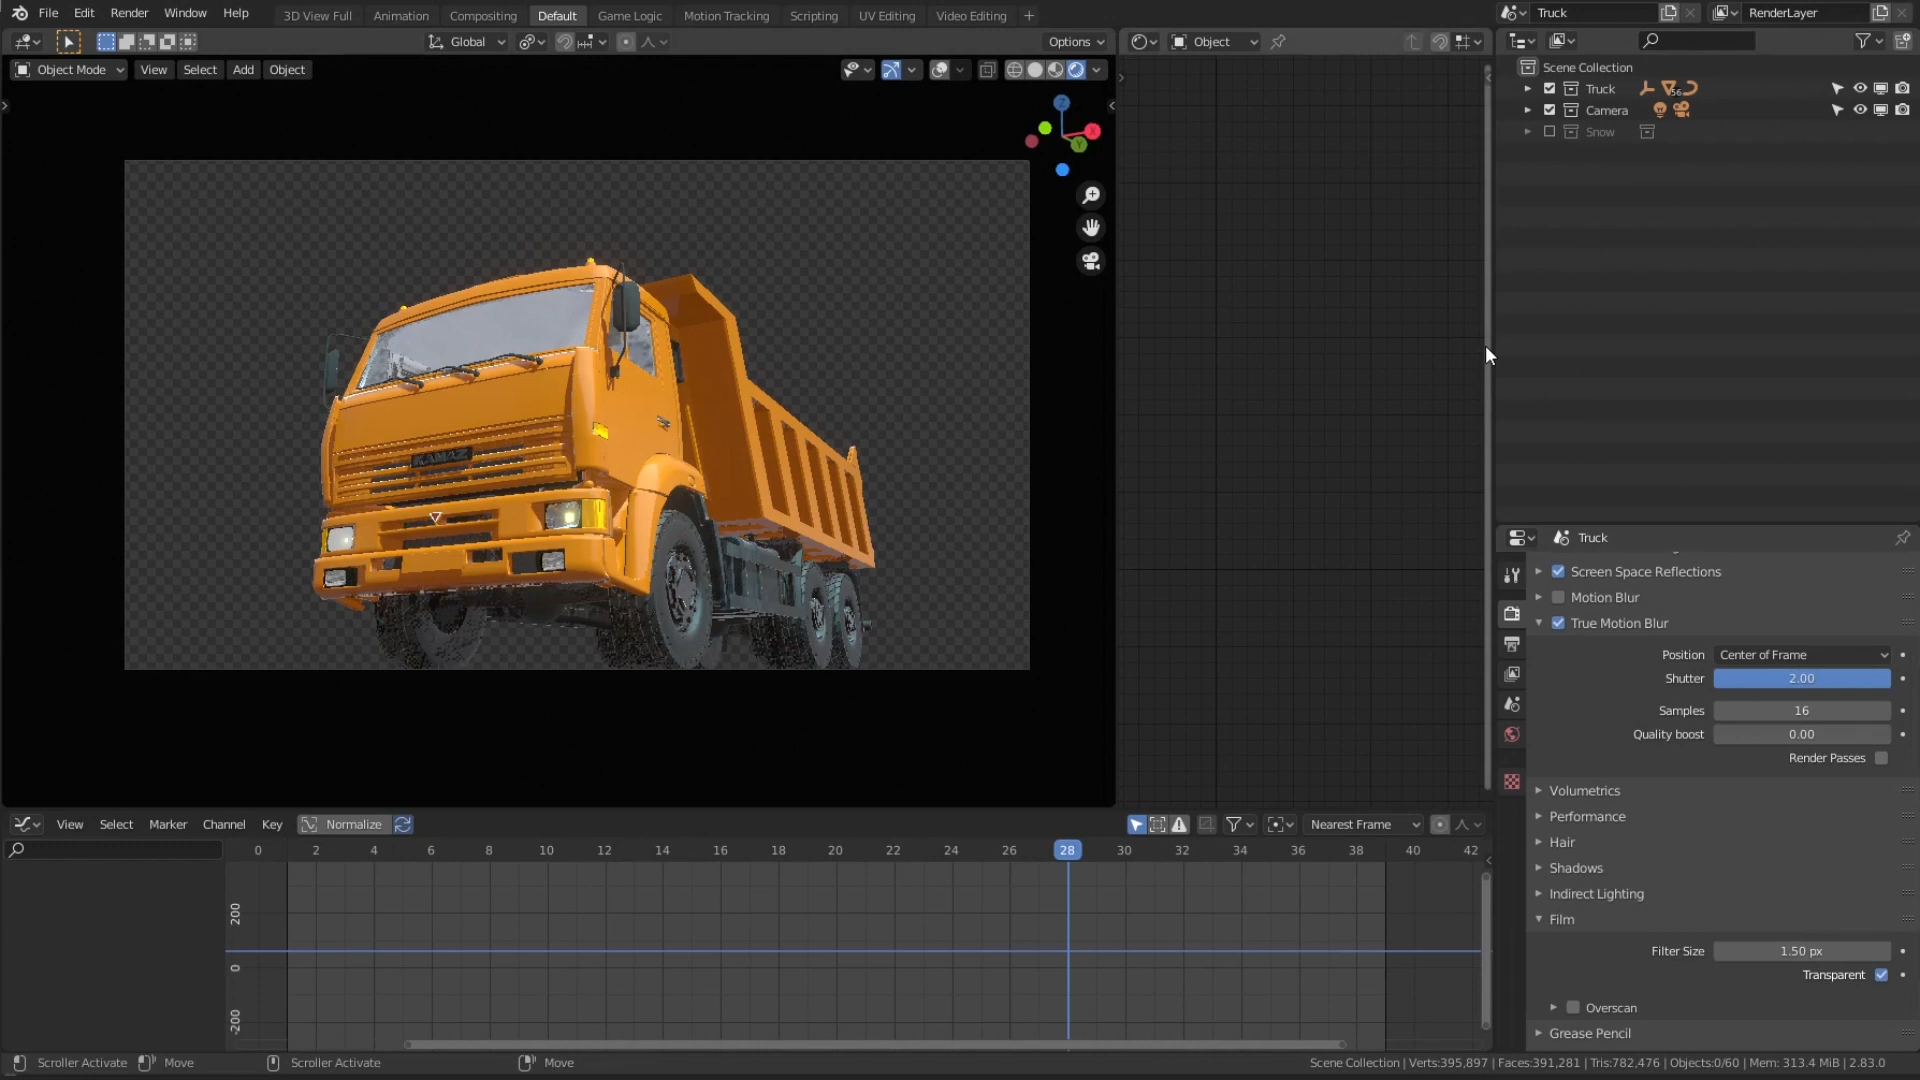 File Edit Render Window Help 3D View Full Animation Compositing Default Game Logic Motion Tracking Scripting UV Editing Video Editing + Truck RenderLayer
Global Options Object
Object Mode View Select Add Object
Scene Collection
Truck 56
Camera
Snow
Z
X
Y
KAMAZ
Truck
Screen Space Reflections
Motion Blur
True Motion Blur
Position Center of Frame
Shutter 2.00
Samples 16
Quality boost 0.00
Render Passes
Volumetrics
Performance
Hair
Shadows
Indirect Lighting
Film
Filter Size 1.50 px
Transparent
Overscan
Grease Pencil
View Select Marker Channel Key Normalize Nearest Frame
0 2 4 6 8 10 12 14 16 18 20 22 24 26 28 30 32 34 36 38 40 42
200
0
-200
Scroller Activate Move Scroller Activate Move Scene Collection | Verts:395,897 | Faces:391,281 | Tris:782,476 | Objects:0/60 | Mem: 313.4 MiB | 2.83.0